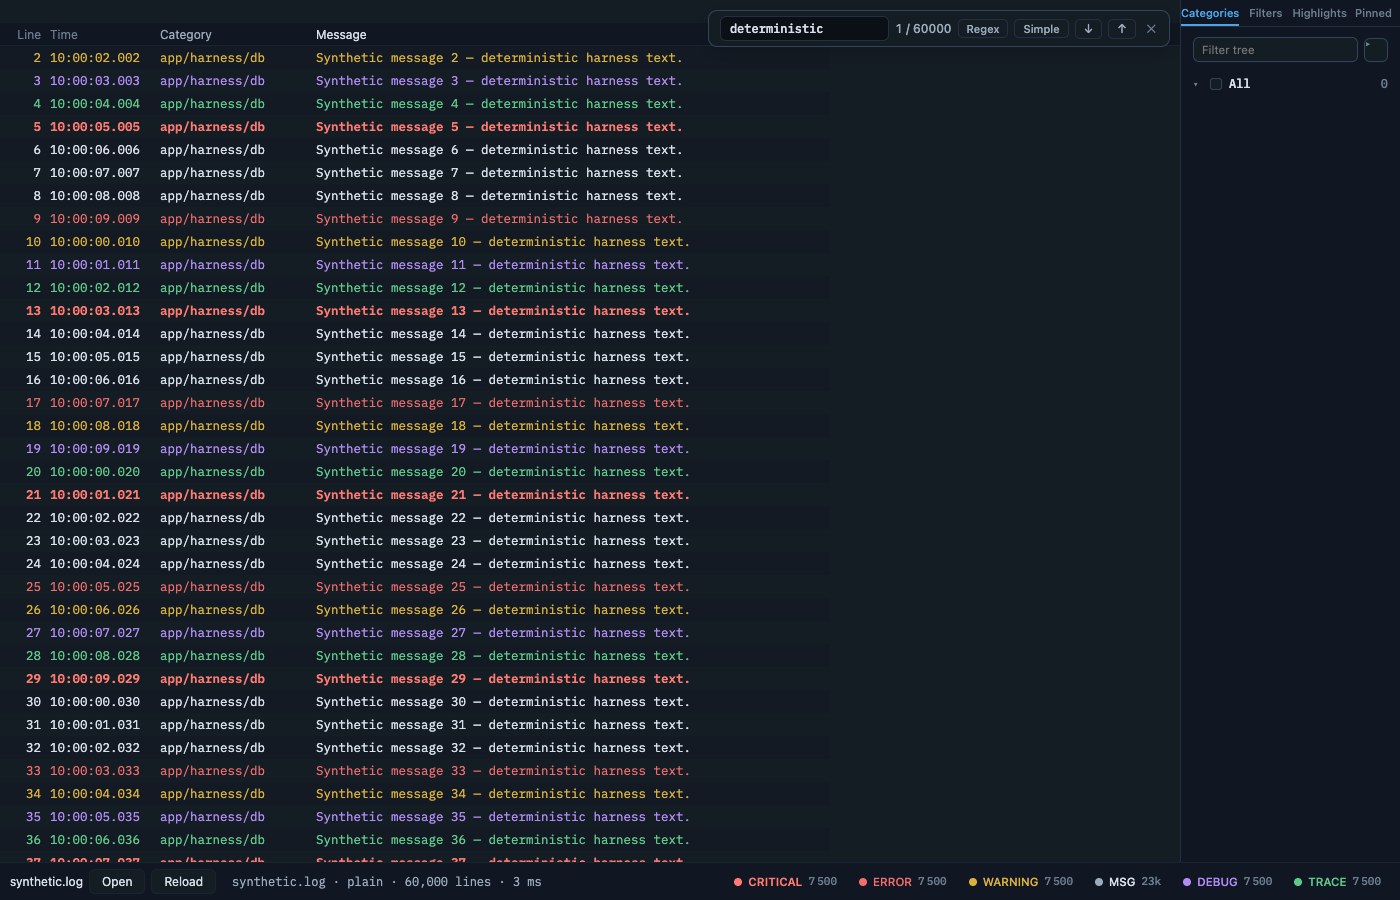 deterministic 1 / 60000 Regex Simple ↓ ↑ ×
Categories Filters Highlights Pinned
Line Time Category Message
Filter tree
All 0
2 10:00:02.002 app/harness/db Synthetic message 2 — deterministic harness text.
3 10:00:03.003 app/harness/db Synthetic message 3 — deterministic harness text.
4 10:00:04.004 app/harness/db Synthetic message 4 — deterministic harness text.
5 10:00:05.005 app/harness/db Synthetic message 5 — deterministic harness text.
6 10:00:06.006 app/harness/db Synthetic message 6 — deterministic harness text.
7 10:00:07.007 app/harness/db Synthetic message 7 — deterministic harness text.
8 10:00:08.008 app/harness/db Synthetic message 8 — deterministic harness text.
9 10:00:09.009 app/harness/db Synthetic message 9 — deterministic harness text.
10 10:00:00.010 app/harness/db Synthetic message 10 — deterministic harness text.
11 10:00:01.011 app/harness/db Synthetic message 11 — deterministic harness text.
12 10:00:02.012 app/harness/db Synthetic message 12 — deterministic harness text.
13 10:00:03.013 app/harness/db Synthetic message 13 — deterministic harness text.
14 10:00:04.014 app/harness/db Synthetic message 14 — deterministic harness text.
15 10:00:05.015 app/harness/db Synthetic message 15 — deterministic harness text.
16 10:00:06.016 app/harness/db Synthetic message 16 — deterministic harness text.
17 10:00:07.017 app/harness/db Synthetic message 17 — deterministic harness text.
18 10:00:08.018 app/harness/db Synthetic message 18 — deterministic harness text.
19 10:00:09.019 app/harness/db Synthetic message 19 — deterministic harness text.
20 10:00:00.020 app/harness/db Synthetic message 20 — deterministic harness text.
21 10:00:01.021 app/harness/db Synthetic message 21 — deterministic harness text.
22 10:00:02.022 app/harness/db Synthetic message 22 — deterministic harness text.
23 10:00:03.023 app/harness/db Synthetic message 23 — deterministic harness text.
24 10:00:04.024 app/harness/db Synthetic message 24 — deterministic harness text.
25 10:00:05.025 app/harness/db Synthetic message 25 — deterministic harness text.
26 10:00:06.026 app/harness/db Synthetic message 26 — deterministic harness text.
27 10:00:07.027 app/harness/db Synthetic message 27 — deterministic harness text.
28 10:00:08.028 app/harness/db Synthetic message 28 — deterministic harness text.
29 10:00:09.029 app/harness/db Synthetic message 29 — deterministic harness text.
30 10:00:00.030 app/harness/db Synthetic message 30 — deterministic harness text.
31 10:00:01.031 app/harness/db Synthetic message 31 — deterministic harness text.
32 10:00:02.032 app/harness/db Synthetic message 32 — deterministic harness text.
33 10:00:03.033 app/harness/db Synthetic message 33 — deterministic harness text.
34 10:00:04.034 app/harness/db Synthetic message 34 — deterministic harness text.
35 10:00:05.035 app/harness/db Synthetic message 35 — deterministic harness text.
36 10:00:06.036 app/harness/db Synthetic message 36 — deterministic harness text.
37 10:00:07.037 app/harness/db Synthetic message 37 — deterministic harness text.
synthetic.log Open Reload synthetic.log · plain · 60,000 lines · 3 ms CRITICAL 7 500 ERROR 7 500 WARNING 7 500 MSG 23k DEBUG 7 500 TRACE 7 500